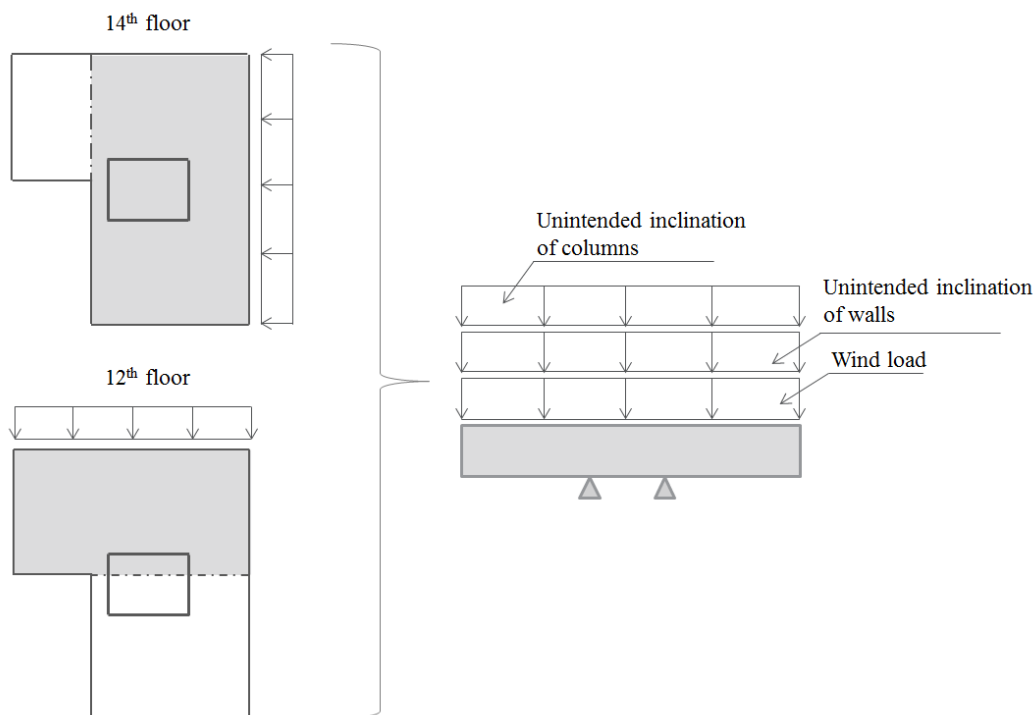 14th floor
Unintended inclination
of columns
Unintended inclination
of walls
Wind load
12th floor